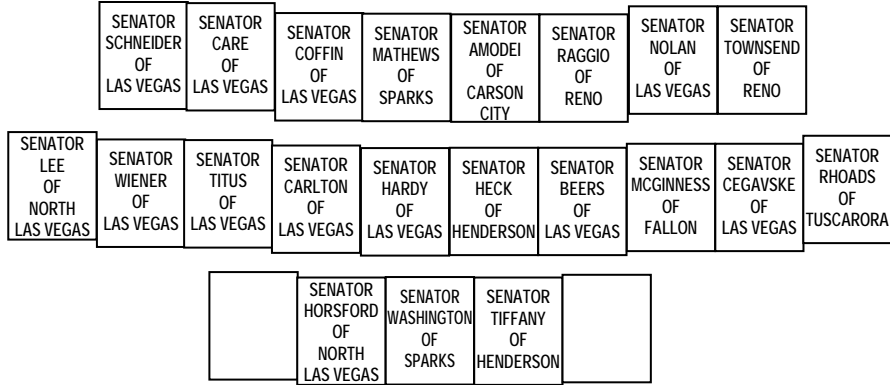 SENATOR
SCHNEIDER
OF
LAS VEGAS
SENATOR
CARE
OF
LAS VEGAS
SENATOR
COFFIN
OF
LAS VEGAS
SENATOR
MATHEWS
OF
SPARKS
SENATOR
AMODEI
OF
CARSON
CITY
SENATOR
RAGGIO
OF
RENO
SENATOR
NOLAN
OF
LAS VEGAS
SENATOR
TOWNSEND
OF
RENO
SENATOR
LEE
OF
NORTH
LAS VEGAS
SENATOR
WIENER
OF
LAS VEGAS
SENATOR
TITUS
OF
LAS VEGAS
SENATOR
CARLTON
OF
LAS VEGAS
SENATOR
HARDY
OF
LAS VEGAS
SENATOR
HECK
OF
HENDERSON
SENATOR
BEERS
OF
LAS VEGAS
SENATOR
MCGINNESS
OF
FALLON
SENATOR
CEGAVSKE
OF
LAS VEGAS
SENATOR
RHOADS
OF
TUSCARORA
SENATOR
HORSFORD
OF
NORTH
LAS VEGAS
SENATOR
WASHINGTON
OF
SPARKS
SENATOR
TIFFANY
OF
HENDERSON